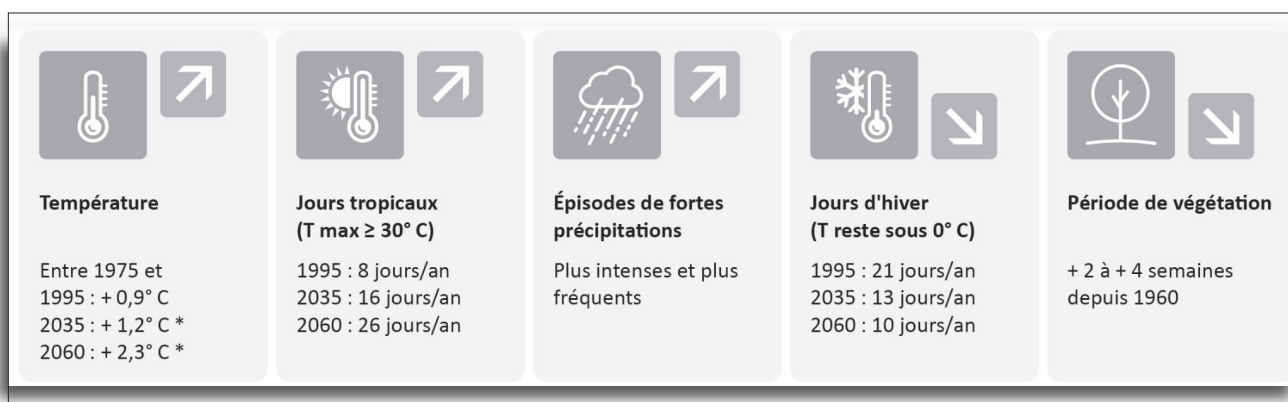 Température
Entre 1975 et
1995 : + 0,9° C
2035 : + 1,2° C *
2060 : + 2,3° C *
Jours tropicaux
(T max ≥ 30° C)
1995 : 8 jours/an
2035 : 16 jours/an
2060 : 26 jours/an
Épisodes de fortes
précipitations
Plus intenses et plus
fréquents
Jours d'hiver
(T reste sous 0° C)
1995 : 21 jours/an
2035 : 13 jours/an
2060 : 10 jours/an
Période de végétation
+ 2 à + 4 semaines
depuis 1960